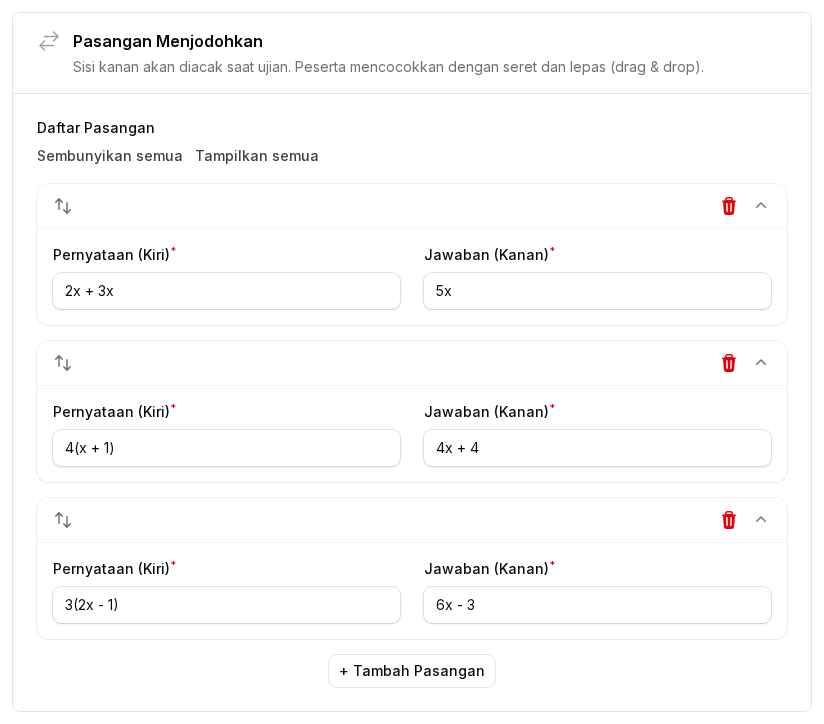 Pasangan Menjodohkan
Sisi kanan akan diacak saat ujian. Peserta mencocokkan dengan seret dan lepas (drag & drop).
Daftar Pasangan
Sembunyikan semua Tampilkan semua
Pernyataan (Kiri)* Jawaban (Kanan)*
2x + 3x 5x
Pernyataan (Kiri)* Jawaban (Kanan)*
4(x + 1) 4x + 4
Pernyataan (Kiri)* Jawaban (Kanan)*
3(2x - 1) 6x - 3
+ Tambah Pasangan